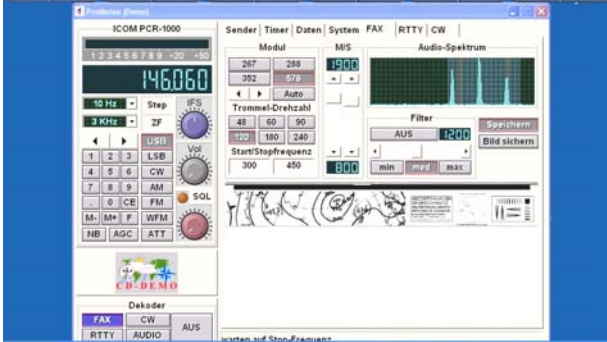 ProMeteo (Demo)
ICOM PCR-1000
1 2 3 4 5 6 7 8 9 +20 +50
146,060
10 Hz Step IFS
3 KHz ZF
USB Vol
1 2 3 LSB
4 5 6 CW
7 8 9 AM
. 0 CE FM SQL
M- M+ F WFM
NB AGC ATT
CD-DEMO
Dekoder
FAX CW AUS
RTTY AUDIO
Sender Timer Daten System FAX RTTY CW
Modul M/S Audio-Spektrum
267 288 1900
352 576
Auto
Trommel-Drehzahl
48 60 90
120 180 240
Start/Stopfrequenz
300 450 800
Filter
AUS 1200
min med max
Speichern
Bild sichern
warten auf Stop-Frequenz